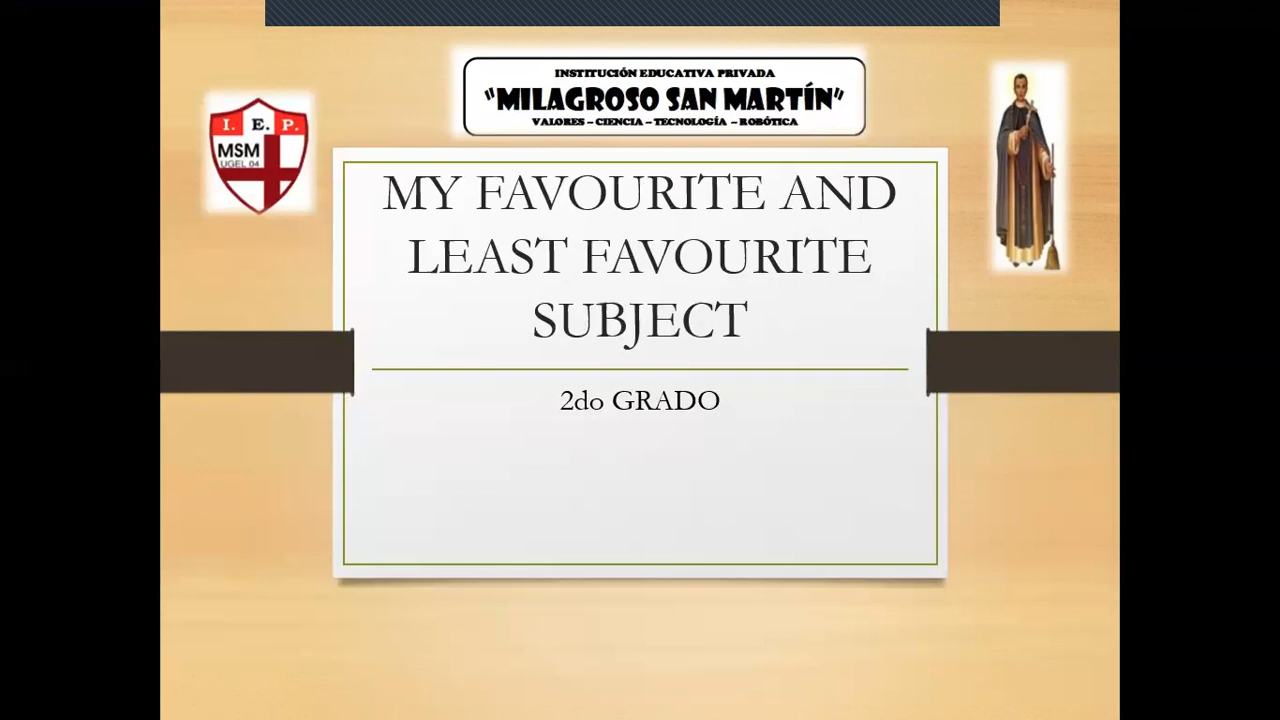 INSTITUCIÓN EDUCATIVA PRIVADA
"MILAGROSO SAN MARTÍN"
VALORES – CIENCIA – TECNOLOGÍA – ROBÓTICA
I. E. P.
MSM
UGEL 04
MY FAVOURITE AND
LEAST FAVOURITE
SUBJECT
2do GRADO